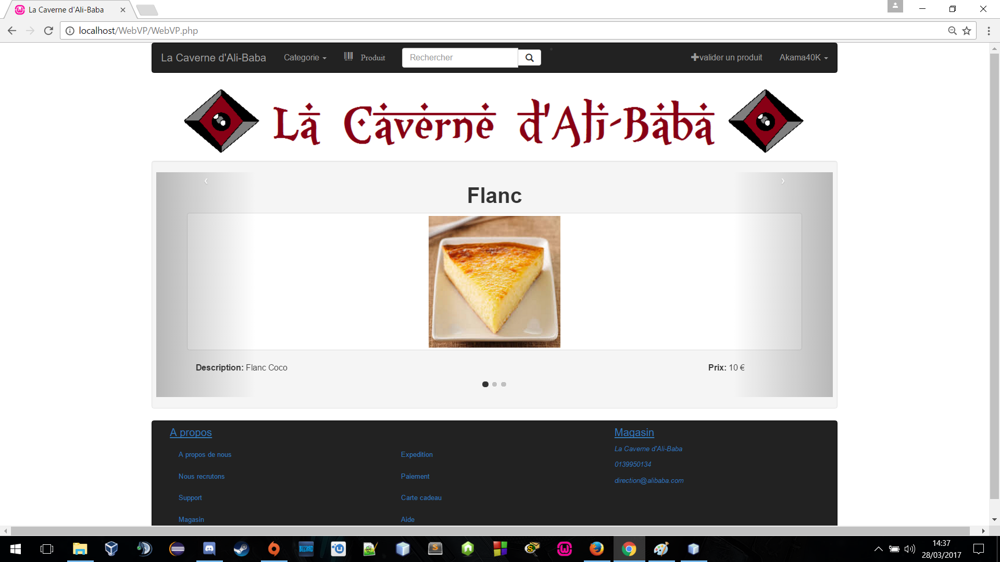 La Caverne d'Ali-Baba
localhost/WebVP/WebVP.php
La Caverne d'Ali-Baba Categorie Produit Rechercher valider un produit Akama40K
La Caverne d'Ali-Baba
Flanc
Description: Flanc Coco Prix: 10 €
A propos Magasin
La Caverne d'Ali-Baba
A propos de nous Expedition
0139950134
Nous recrutons Paiement
direction@alibaba.com
Support Carte cadeau
Magasin Aide
BLIZZARD
14:37
28/03/2017